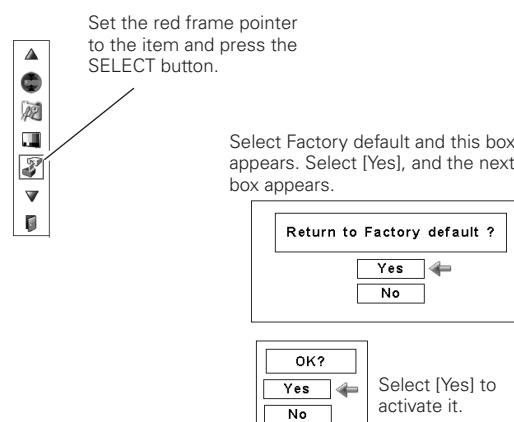 Set the red frame pointer
to the item and press the
SELECT button.
Select Factory default and this box
appears. Select [Yes], and the next
box appears.
Return to Factory default ?
Yes
No
OK?
Yes
No
Select [Yes] to
activate it.